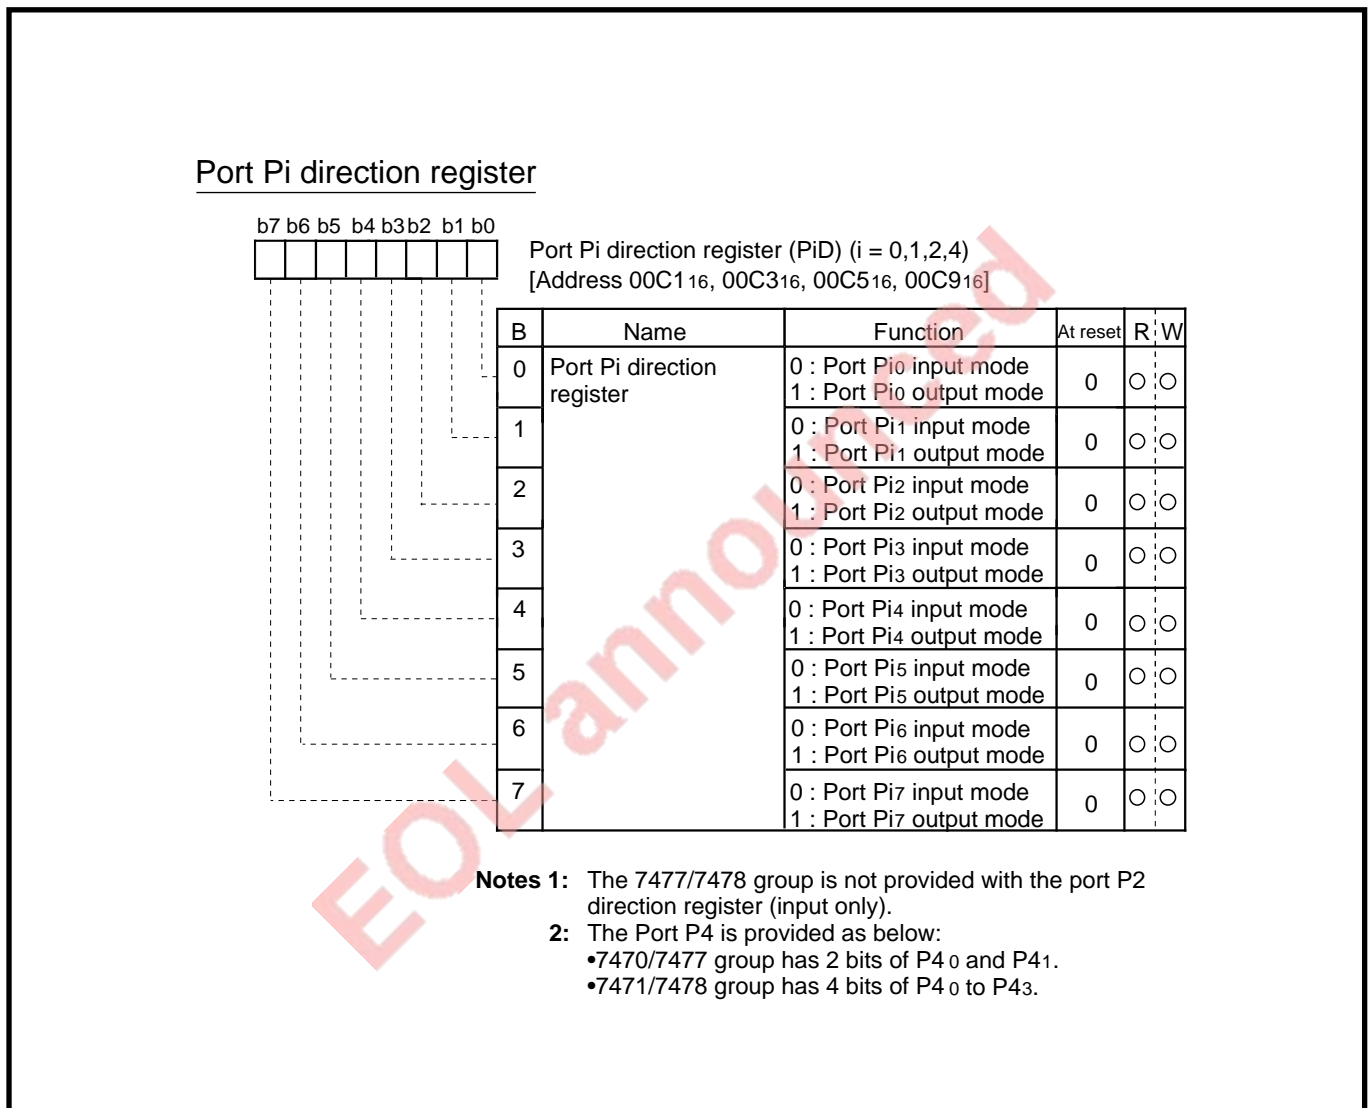 Port Pi direction register
b7 b6 b5 b4 b3 b2 b1 b0
Port Pi direction register (PiD) (i = 0,1,2,4)
[Address 00C116, 00C316, 00C516, 00C916]
B Name Function At reset R W
0 Port Pi direction register 0 : Port Pi0 input mode
1 : Port Pi0 output mode 0 ○ ○
1 0 : Port Pi1 input mode
1 : Port Pi1 output mode 0 ○ ○
2 0 : Port Pi2 input mode
1 : Port Pi2 output mode 0 ○ ○
3 0 : Port Pi3 input mode
1 : Port Pi3 output mode 0 ○ ○
4 0 : Port Pi4 input mode
1 : Port Pi4 output mode 0 ○ ○
5 0 : Port Pi5 input mode
1 : Port Pi5 output mode 0 ○ ○
6 0 : Port Pi6 input mode
1 : Port Pi6 output mode 0 ○ ○
7 0 : Port Pi7 input mode
1 : Port Pi7 output mode 0 ○ ○
Notes 1: The 7477/7478 group is not provided with the port P2
direction register (input only).
2: The Port P4 is provided as below:
•7470/7477 group has 2 bits of P40 and P41.
•7471/7478 group has 4 bits of P40 to P43.
EOL announced